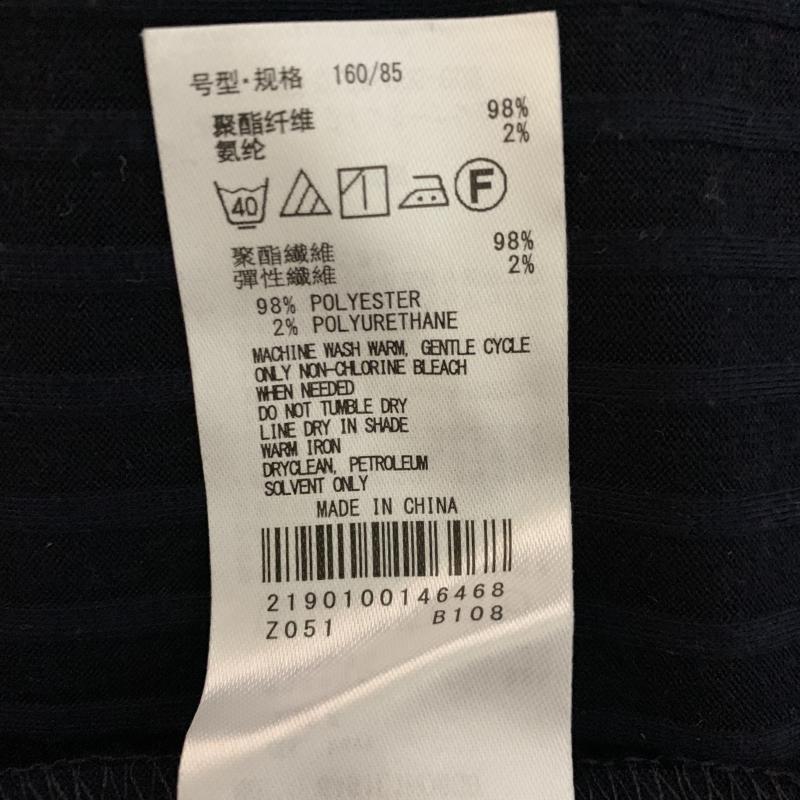 号型·规格 160/85
聚酯纤维 98%
氨纶 2%
40 F
聚酯纖維 98%
彈性纖維 2%
98% POLYESTER
2% POLYURETHANE
MACHINE WASH WARM, GENTLE CYCLE
ONLY NON-CHLORINE BLEACH
WHEN NEEDED
DO NOT TUMBLE DRY
LINE DRY IN SHADE
WARM IRON
DRYCLEAN, PETROLEUM
SOLVENT ONLY
MADE IN CHINA
2190100146468
Z051 B108